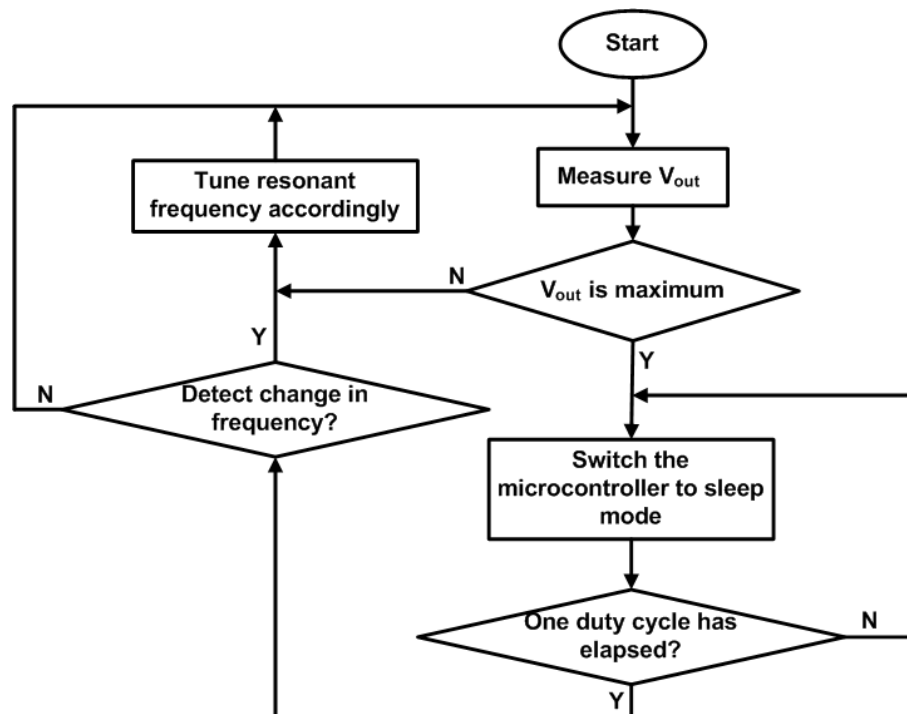 Start
Tune resonant
frequency accordingly
Measure Vout
N
Vout is maximum
Y
Y
N
Detect change in
frequency?
Switch the
microcontroller to sleep
mode
One duty cycle has
elapsed?
N
Y